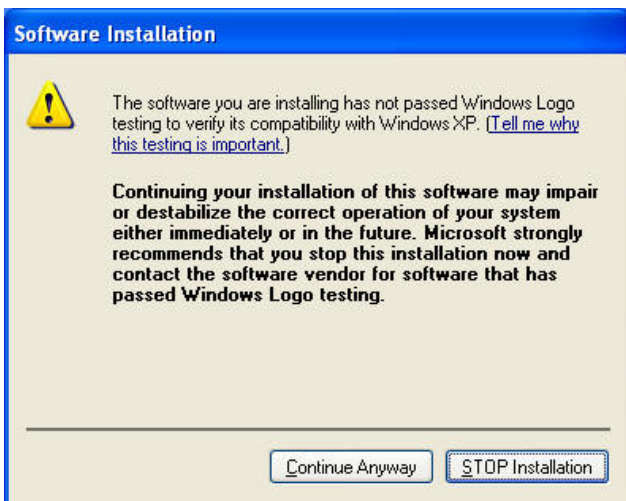 Software Installation
The software you are installing has not passed Windows Logo
testing to verify its compatibility with Windows XP. (Tell me why
this testing is important.)
Continuing your installation of this software may impair
or destabilize the correct operation of your system
either immediately or in the future. Microsoft strongly
recommends that you stop this installation now and
contact the software vendor for software that has
passed Windows Logo testing.
Continue Anyway STOP Installation